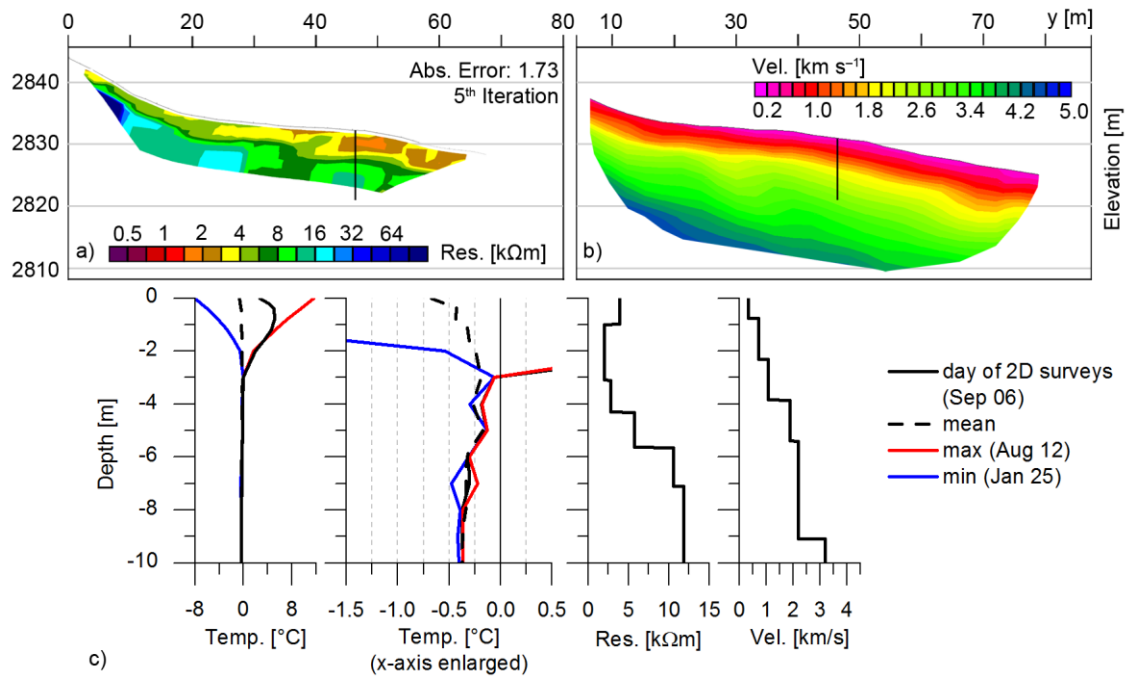 0 20 40 60 80 10 30 50 70 y [m]
2840
2830
2820
2810
Abs. Error: 1.73
5th Iteration
0.5 1 2 4 8 16 32 64
a) Res. [kΩm]
Vel. [km s⁻¹]
0.2 1.0 1.8 2.6 3.4 4.2 5.0
b)
Elevation [m]
-0
-2
-4
-6
-8
-10
Depth [m]
-8 0 8
Temp. [°C]
-1.5 -1.0 -0.5 0.0 0.5
Temp. [°C]
(x-axis enlarged)
0 5 10 15
Res. [kΩm]
0 1 2 3 4
Vel. [km/s]
day of 2D surveys
(Sep 06)
mean
max (Aug 12)
min (Jan 25)
c)